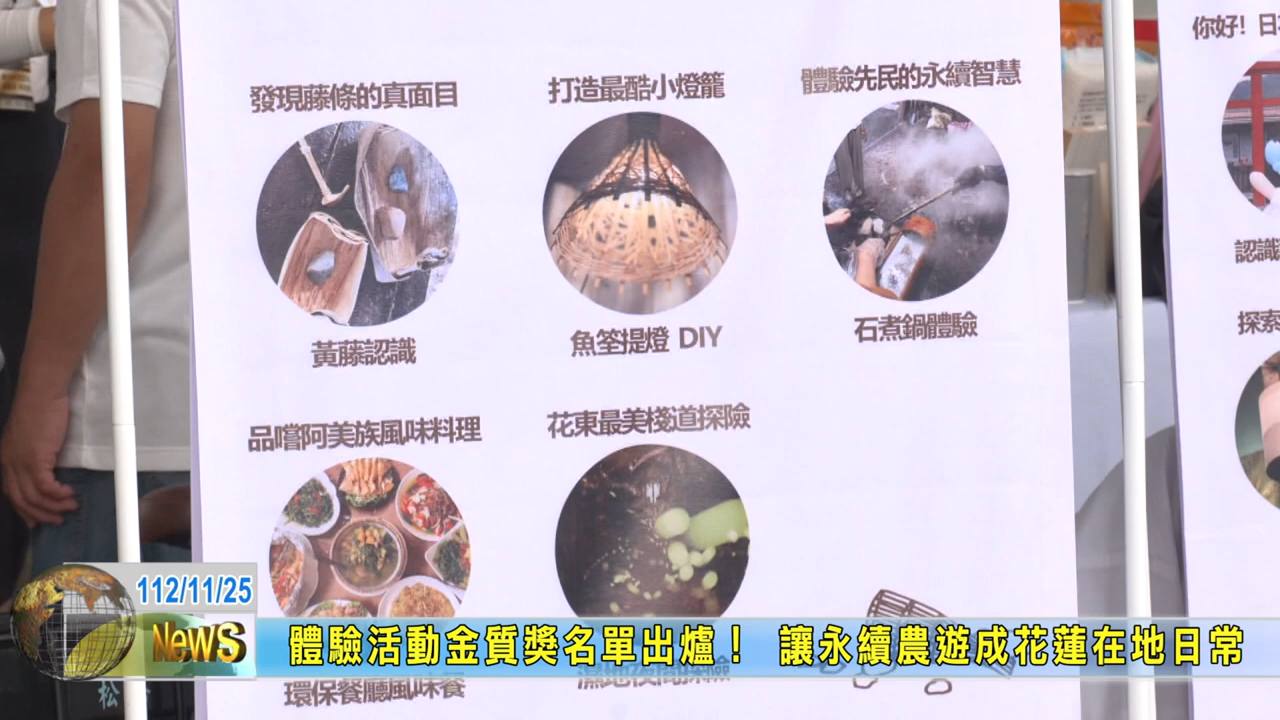 發現藤條的真面目
打造最酷小燈籠
體驗先民的永續智慧
黃藤認識
魚筌提燈 DIY
石煮鍋體驗
品嚐阿美族風味料理
花東最美棧道探險
環保餐廳風味餐
你好！日
認識
探索
松
112/11/25
NewS
體驗活動金質獎名單出爐！ 讓永續農遊成花蓮在地日常